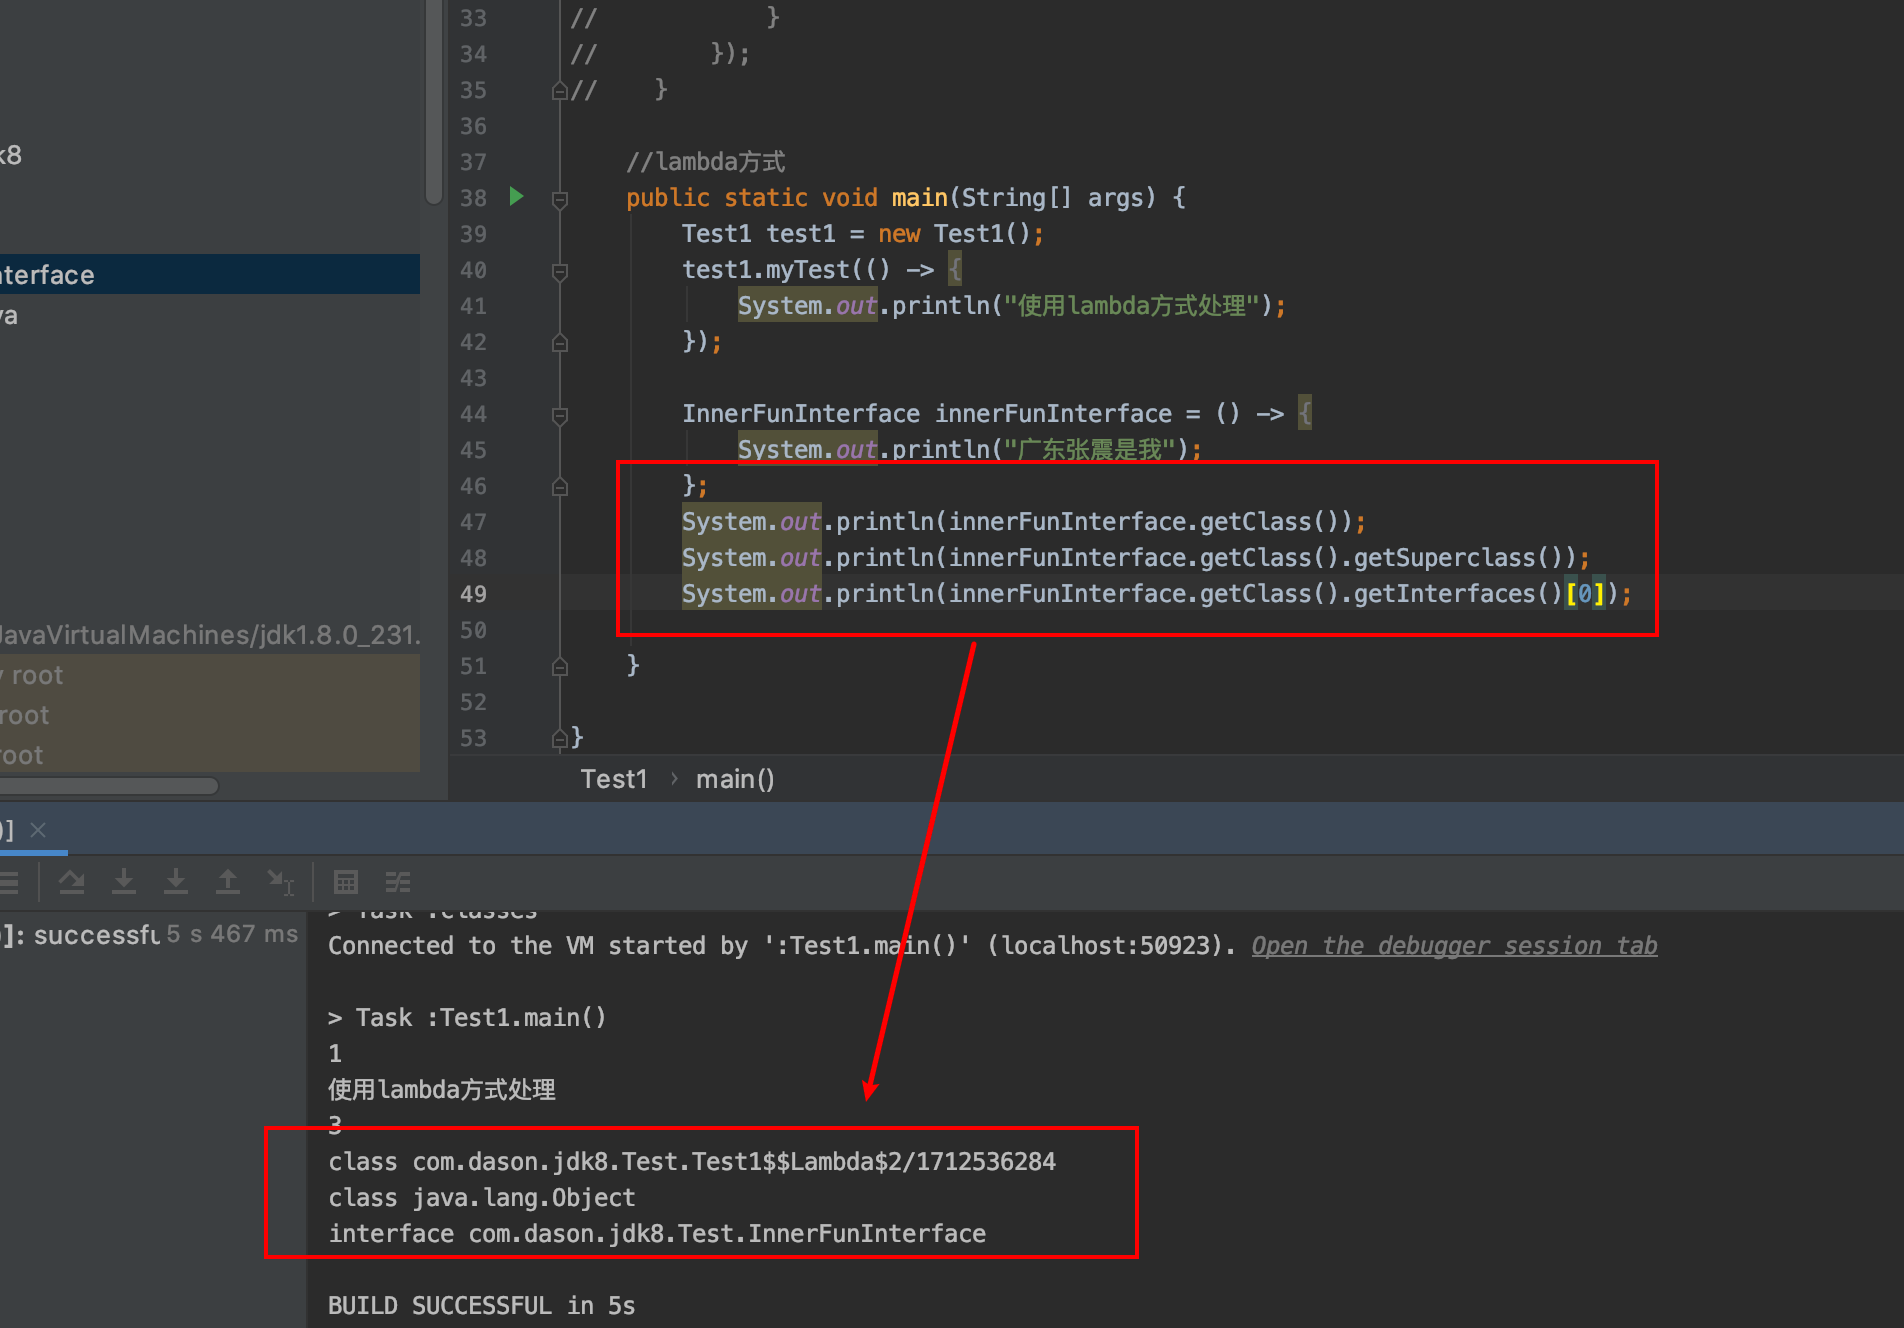 k8
terface
va
JavaVirtualMachines/jdk1.8.0_231.
root
root
root
33 // }
34 // });
35 // }
36
37 //lambda方式
38 public static void main(String[] args) {
39 Test1 test1 = new Test1();
40 test1.myTest(() -> {
41 System.out.println("使用lambda方式处理");
42 });
43
44 InnerFunInterface innerFunInterface = () -> {
45 System.out.println("广东张震是我");
46 };
47 System.out.println(innerFunInterface.getClass());
48 System.out.println(innerFunInterface.getClass().getSuperclass());
49 System.out.println(innerFunInterface.getClass().getInterfaces()[0]);
50
51 }
52
53 }
Test1 › main()
)] ×
)]: successfu 5 s 467 ms
> Task :classes
Connected to the VM started by ':Test1.main()' (localhost:50923). Open the debugger session tab
> Task :Test1.main()
1
使用lambda方式处理
3
class com.dason.jdk8.Test.Test1$$Lambda$2/1712536284
class java.lang.Object
interface com.dason.jdk8.Test.InnerFunInterface
BUILD SUCCESSFUL in 5s